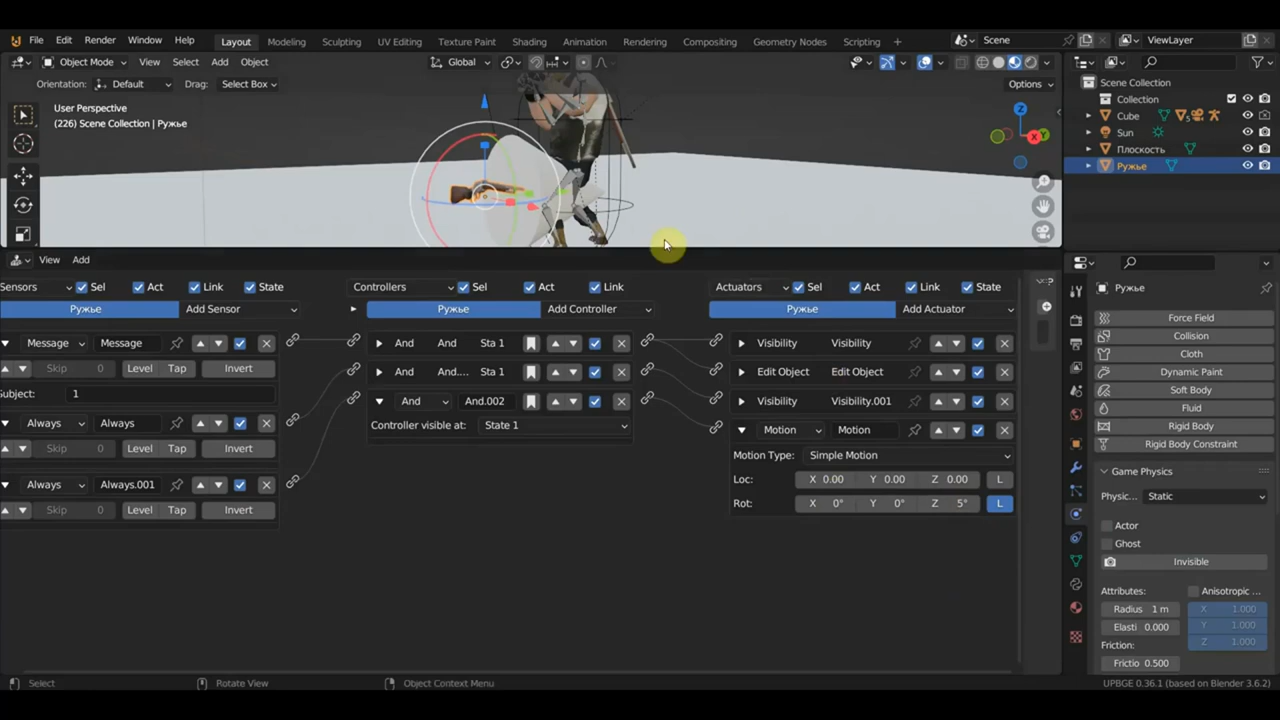 File Edit Render Window Help Layout Modeling Sculpting UV Editing Texture Paint Shading Animation Rendering Compositing Geometry Nodes Scripting + Scene ViewLayer
Object Mode View Select Add Object Global
Orientation: Default Drag: Select Box Options
User Perspective
(226) Scene Collection | Ружье
Z
Y
X
Scene Collection
Collection
Cube
Sun
Плоскость
Ружье
View Add
Sensors Sel Act Link State Controllers Sel Act Link Actuators Sel Act Link State
Ружье Add Sensor Ружье Add Controller Ружье Add Actuator
Message Message
Skip 0 Level Tap Invert
Subject: 1
Always Always
Skip 0 Level Tap Invert
Always Always.001
Skip 0 Level Tap Invert
And And Sta 1
And And.... Sta 1
And And.002
Controller visible at: State 1
Visibility Visibility
Edit Object Edit Object
Visibility Visibility.001
Motion Motion
Motion Type: Simple Motion
Loc: X 0.00 Y 0.00 Z 0.00 L
Rot: X 0° Y 0° Z 5° L
Ружье
Force Field
Collision
Cloth
Dynamic Paint
Soft Body
Fluid
Rigid Body
Rigid Body Constraint
Game Physics
Physic... Static
Actor
Ghost
Invisible
Attributes: Anisotropic ...
Radius 1 m X 1.000
Elasti 0.000 Y 1.000
Friction: Z 1.000
Frictio 0.500
Select Rotate View Object Context Menu UPBGE 0.36.1 (based on Blender 3.6.2)